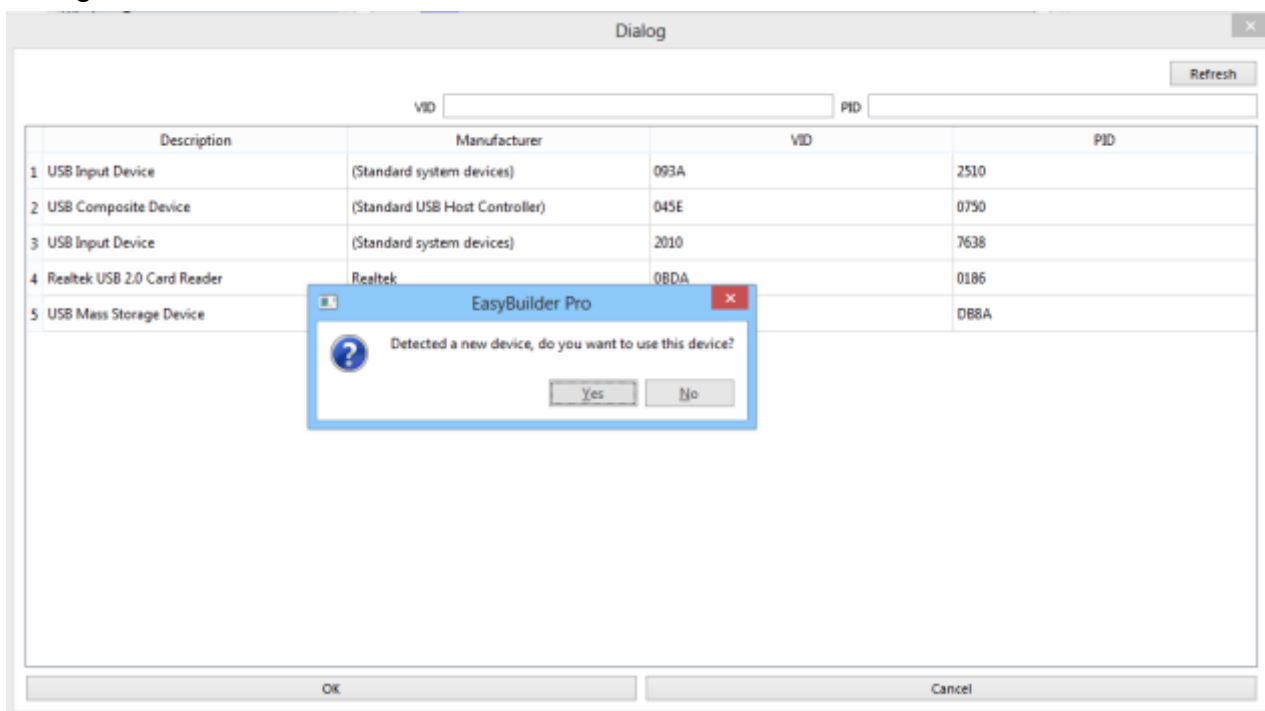 Dialog
Refresh
VID
PID
Description Manufacturer VID PID
1 USB Input Device (Standard system devices) 093A 2510
2 USB Composite Device (Standard USB Host Controller) 045E 0750
3 USB Input Device (Standard system devices) 2010 7638
4 Realtek USB 2.0 Card Reader Realtek 0BDA 0186
5 USB Mass Storage Device DB8A
EasyBuilder Pro
Detected a new device, do you want to use this device?
Yes No
OK Cancel